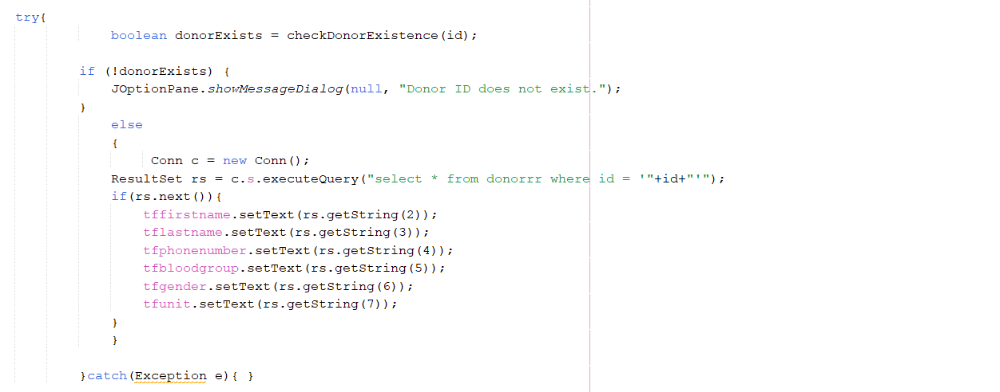 try{
boolean donorExists = checkDonorExistence(id);
if (!donorExists) {
JOptionPane.showMessageDialog(null, "Donor ID does not exist.");
}
else
{
Conn c = new Conn();
ResultSet rs = c.s.executeQuery("select * from donorrr where id = '"+id+"'");
if(rs.next()){
tffirstname.setText(rs.getString(2));
tflastname.setText(rs.getString(3));
tfphonenumber.setText(rs.getString(4));
tfbloodgroup.setText(rs.getString(5));
tfgender.setText(rs.getString(6));
tfunit.setText(rs.getString(7));
}
}
}catch(Exception e){ }